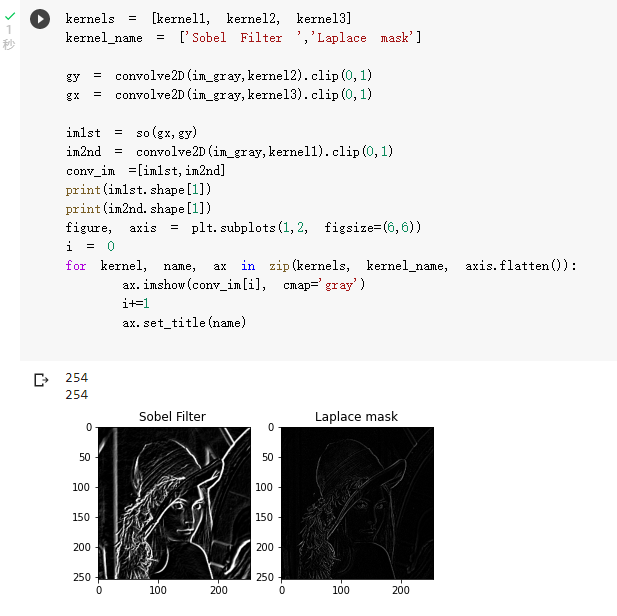 1
秒
kernels = [kernel1, kernel2, kernel3]
kernel_name = ['Sobel Filter ','Laplace mask']
gy = convolve2D(im_gray,kernel2).clip(0,1)
gx = convolve2D(im_gray,kernel3).clip(0,1)
im1st = so(gx,gy)
im2nd = convolve2D(im_gray,kernel1).clip(0,1)
conv_im =[im1st,im2nd]
print(im1st.shape[1])
print(im2nd.shape[1])
figure, axis = plt.subplots(1,2, figsize=(6,6))
i = 0
for kernel, name, ax in zip(kernels, kernel_name, axis.flatten()):
ax.imshow(conv_im[i], cmap='gray')
i+=1
ax.set_title(name)
254
254
Sobel Filter
Laplace mask
0
50
100
150
200
250
0
100
200
0
50
100
150
200
250
0
100
200